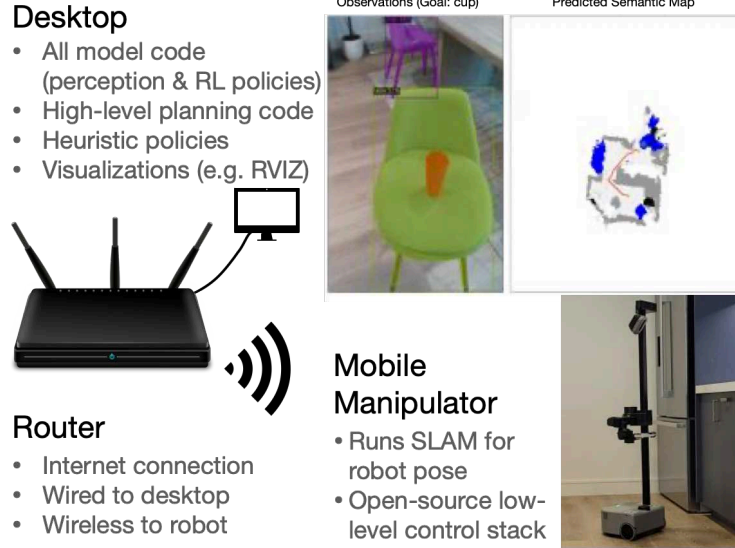 Desktop
• All model code
(perception & RL policies)
• High-level planning code
• Heuristic policies
• Visualizations (e.g. RVIZ)
Observations (Goal: cup)
Predicted Semantic Map
Router
• Internet connection
• Wired to desktop
• Wireless to robot
Mobile
Manipulator
• Runs SLAM for
robot pose
• Open-source low-
level control stack